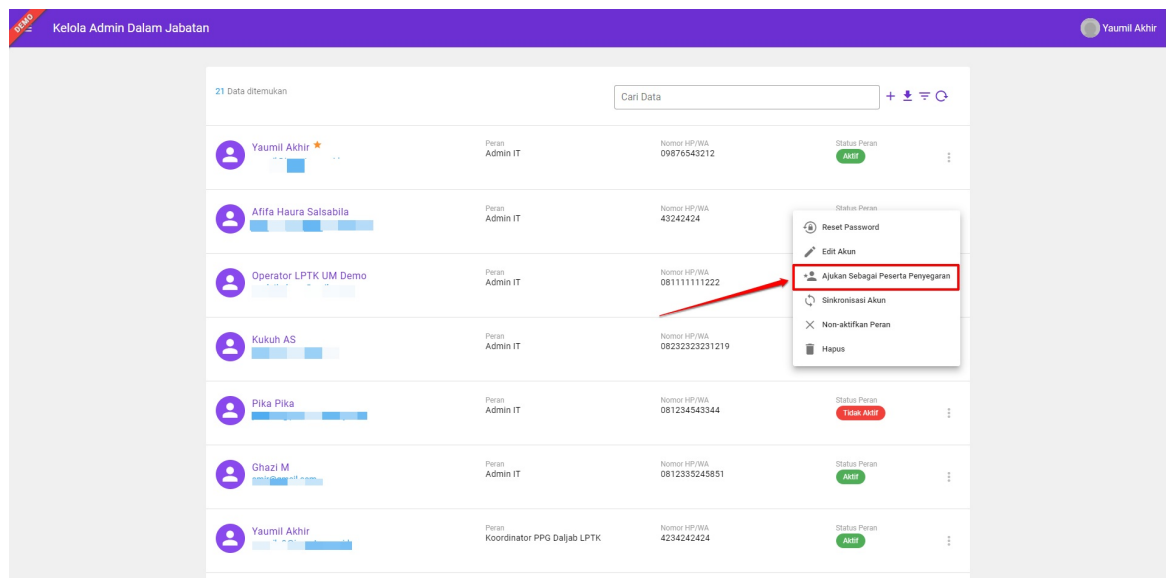 DEMO
Kelola Admin Dalam Jabatan
Yaumil Akhir
21 Data ditemukan
Cari Data
Yaumil Akhir
Peran
Admin IT
Nomor HP/WA
09876543212
Status Peran
Aktif
Afifa Haura Salsabila
Peran
Admin IT
Nomor HP/WA
43242424
Status Peran
Reset Password
Edit Akun
Ajukan Sebagai Peserta Penyegaran
Sinkronisasi Akun
Non-aktifkan Peran
Hapus
Operator LPTK UM Demo
Peran
Admin IT
Nomor HP/WA
081111111222
Kukuh AS
Peran
Admin IT
Nomor HP/WA
08232323231219
Pika Pika
Peran
Admin IT
Nomor HP/WA
081234543344
Status Peran
Tidak Aktif
Ghazi M
Peran
Admin IT
Nomor HP/WA
0812335245851
Status Peran
Aktif
Yaumil Akhir
Peran
Koordinator PPG Daljab LPTK
Nomor HP/WA
4234242424
Status Peran
Aktif